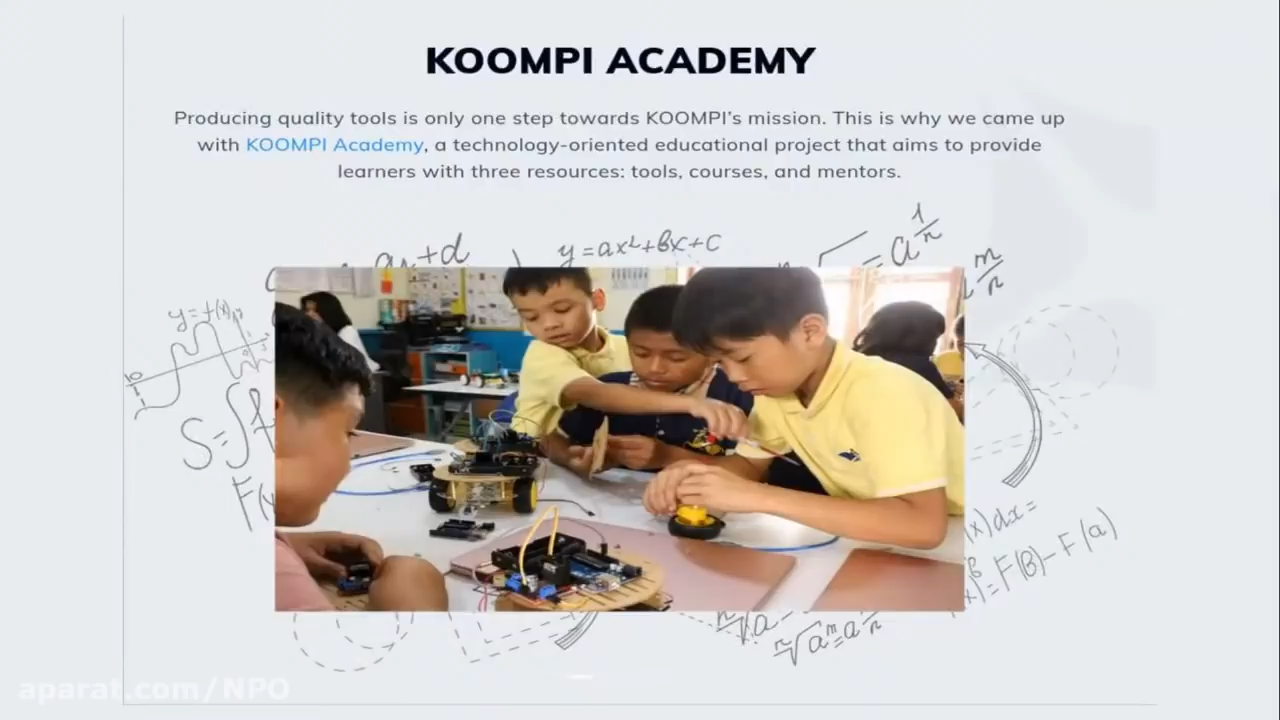 KOOMPI ACADEMY
Producing quality tools is only one step towards KOOMPI's mission. This is why we came up
with KOOMPI Academy, a technology-oriented educational project that aims to provide
learners with three resources: tools, courses, and mentors.
y=ax²+bx+c
= a^1/n
m/n
y=f(x)
S=∫f
(x)dx=
=F(B)-F(a)
ⁿ√a^m=a^m/n
aparat.com/NPO